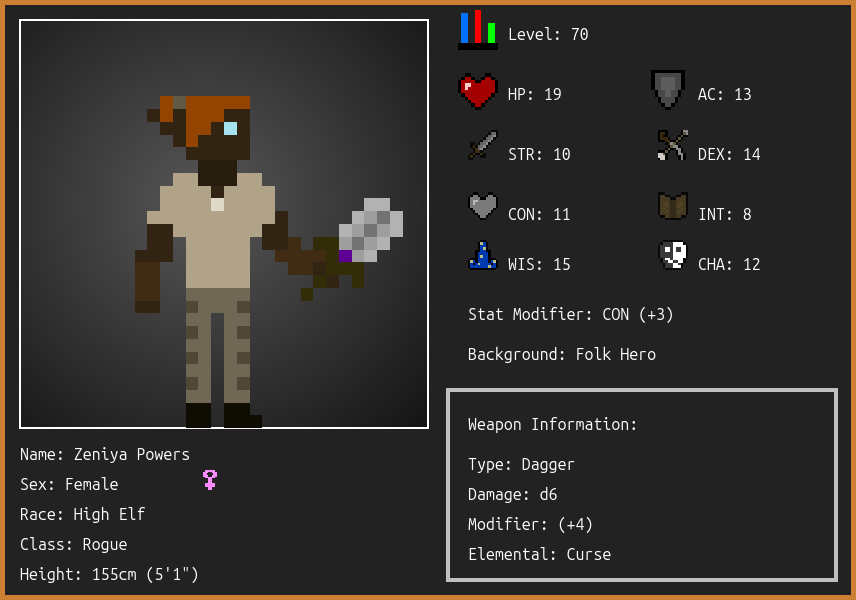 Level: 70
HP: 19
AC: 13
STR: 10
DEX: 14
CON: 11
INT: 8
WIS: 15
CHA: 12
Stat Modifier: CON (+3)
Background: Folk Hero
Weapon Information:
Type: Dagger
Damage: d6
Modifier: (+4)
Elemental: Curse
Name: Zeniya Powers
Sex: Female
Race: High Elf
Class: Rogue
Height: 155cm (5'1")